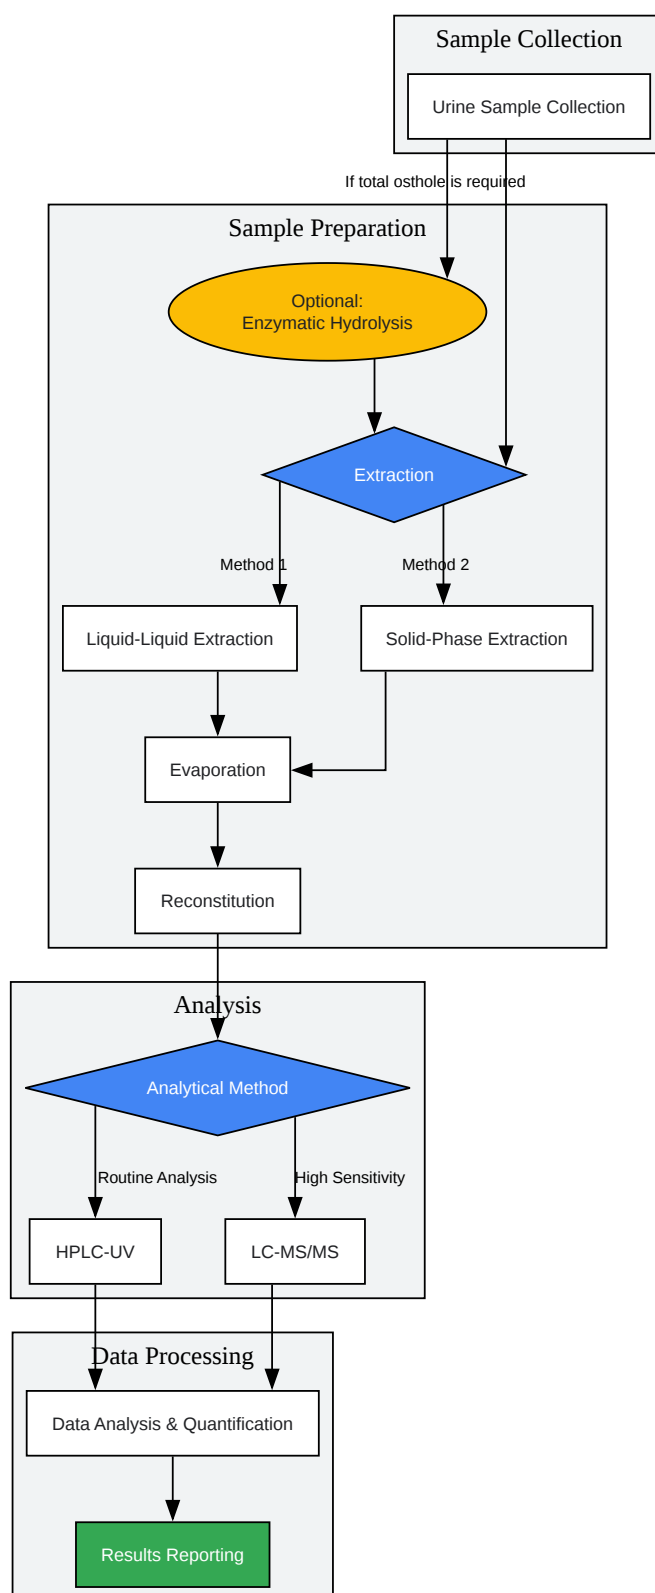 Sample Collection
Urine Sample Collection
If total osthole is required
Sample Preparation
Optional:
Enzymatic Hydrolysis
Extraction
Method 1
Method 2
Liquid-Liquid Extraction
Solid-Phase Extraction
Evaporation
Reconstitution
Analysis
Analytical Method
Routine Analysis
High Sensitivity
HPLC-UV
LC-MS/MS
Data Processing
Data Analysis & Quantification
Results Reporting